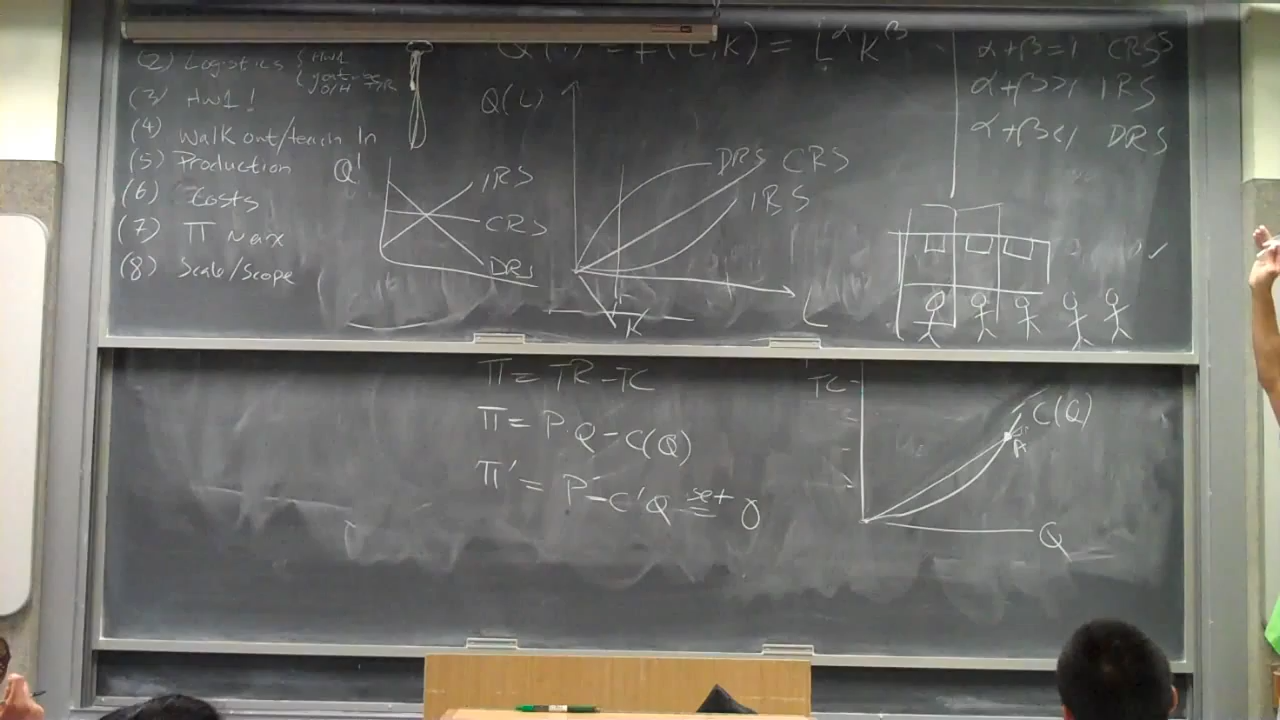 Q(.) = f(L,K) = L^α K^β
(2) Logistics { HW1
(3) HW1!
(4) Walk out/teach In
(5) Production
(6) Costs
(7) Π Max
(8) Scale/Scope
Q'
IRS
CRS
DRS
Q(L)
DRS CRS
IRS
L
K
α+β=1 CRS
α+β>1 IRS
α+β<1 DRS
Π = TR-TC
Π = P.Q-C(Q)
Π' = P-C'Q set = 0
TC
C(Q)
A
Q